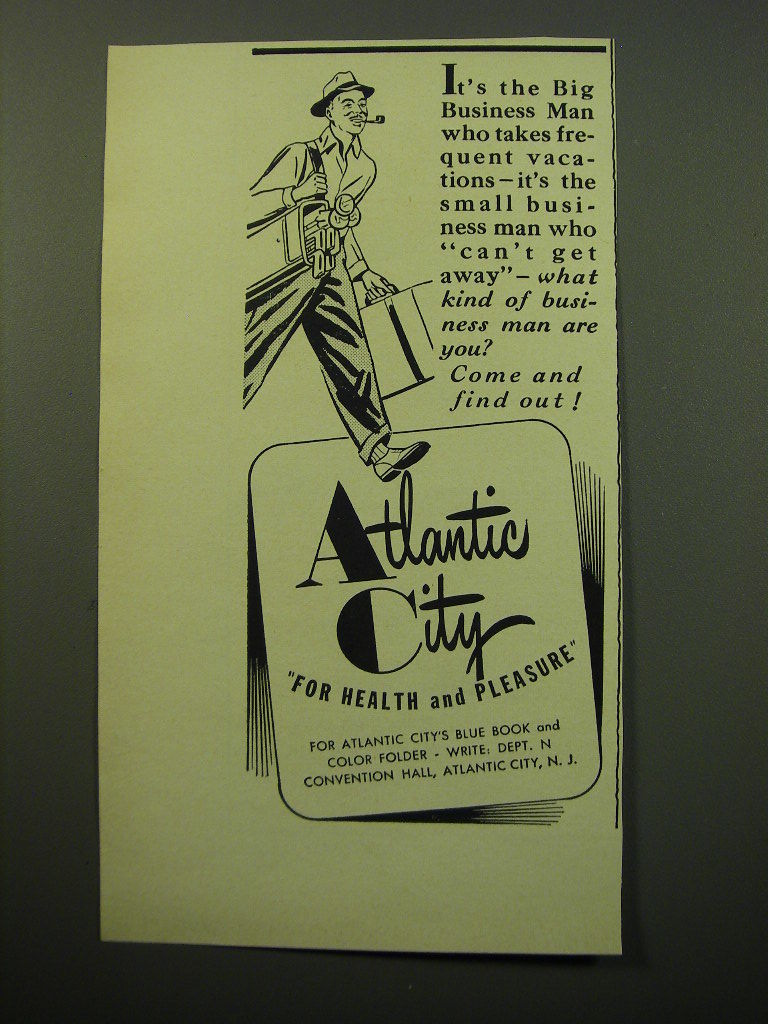 It's the Big
Business Man
who takes fre-
quent vaca-
tions—it's the
small busi-
ness man who
"can't get
away"—what
kind of busi-
ness man are
you?
Come and
find out!
Atlantic
City
"FOR HEALTH and PLEASURE"
FOR ATLANTIC CITY'S BLUE BOOK and
COLOR FOLDER - WRITE: DEPT. N
CONVENTION HALL, ATLANTIC CITY, N. J.